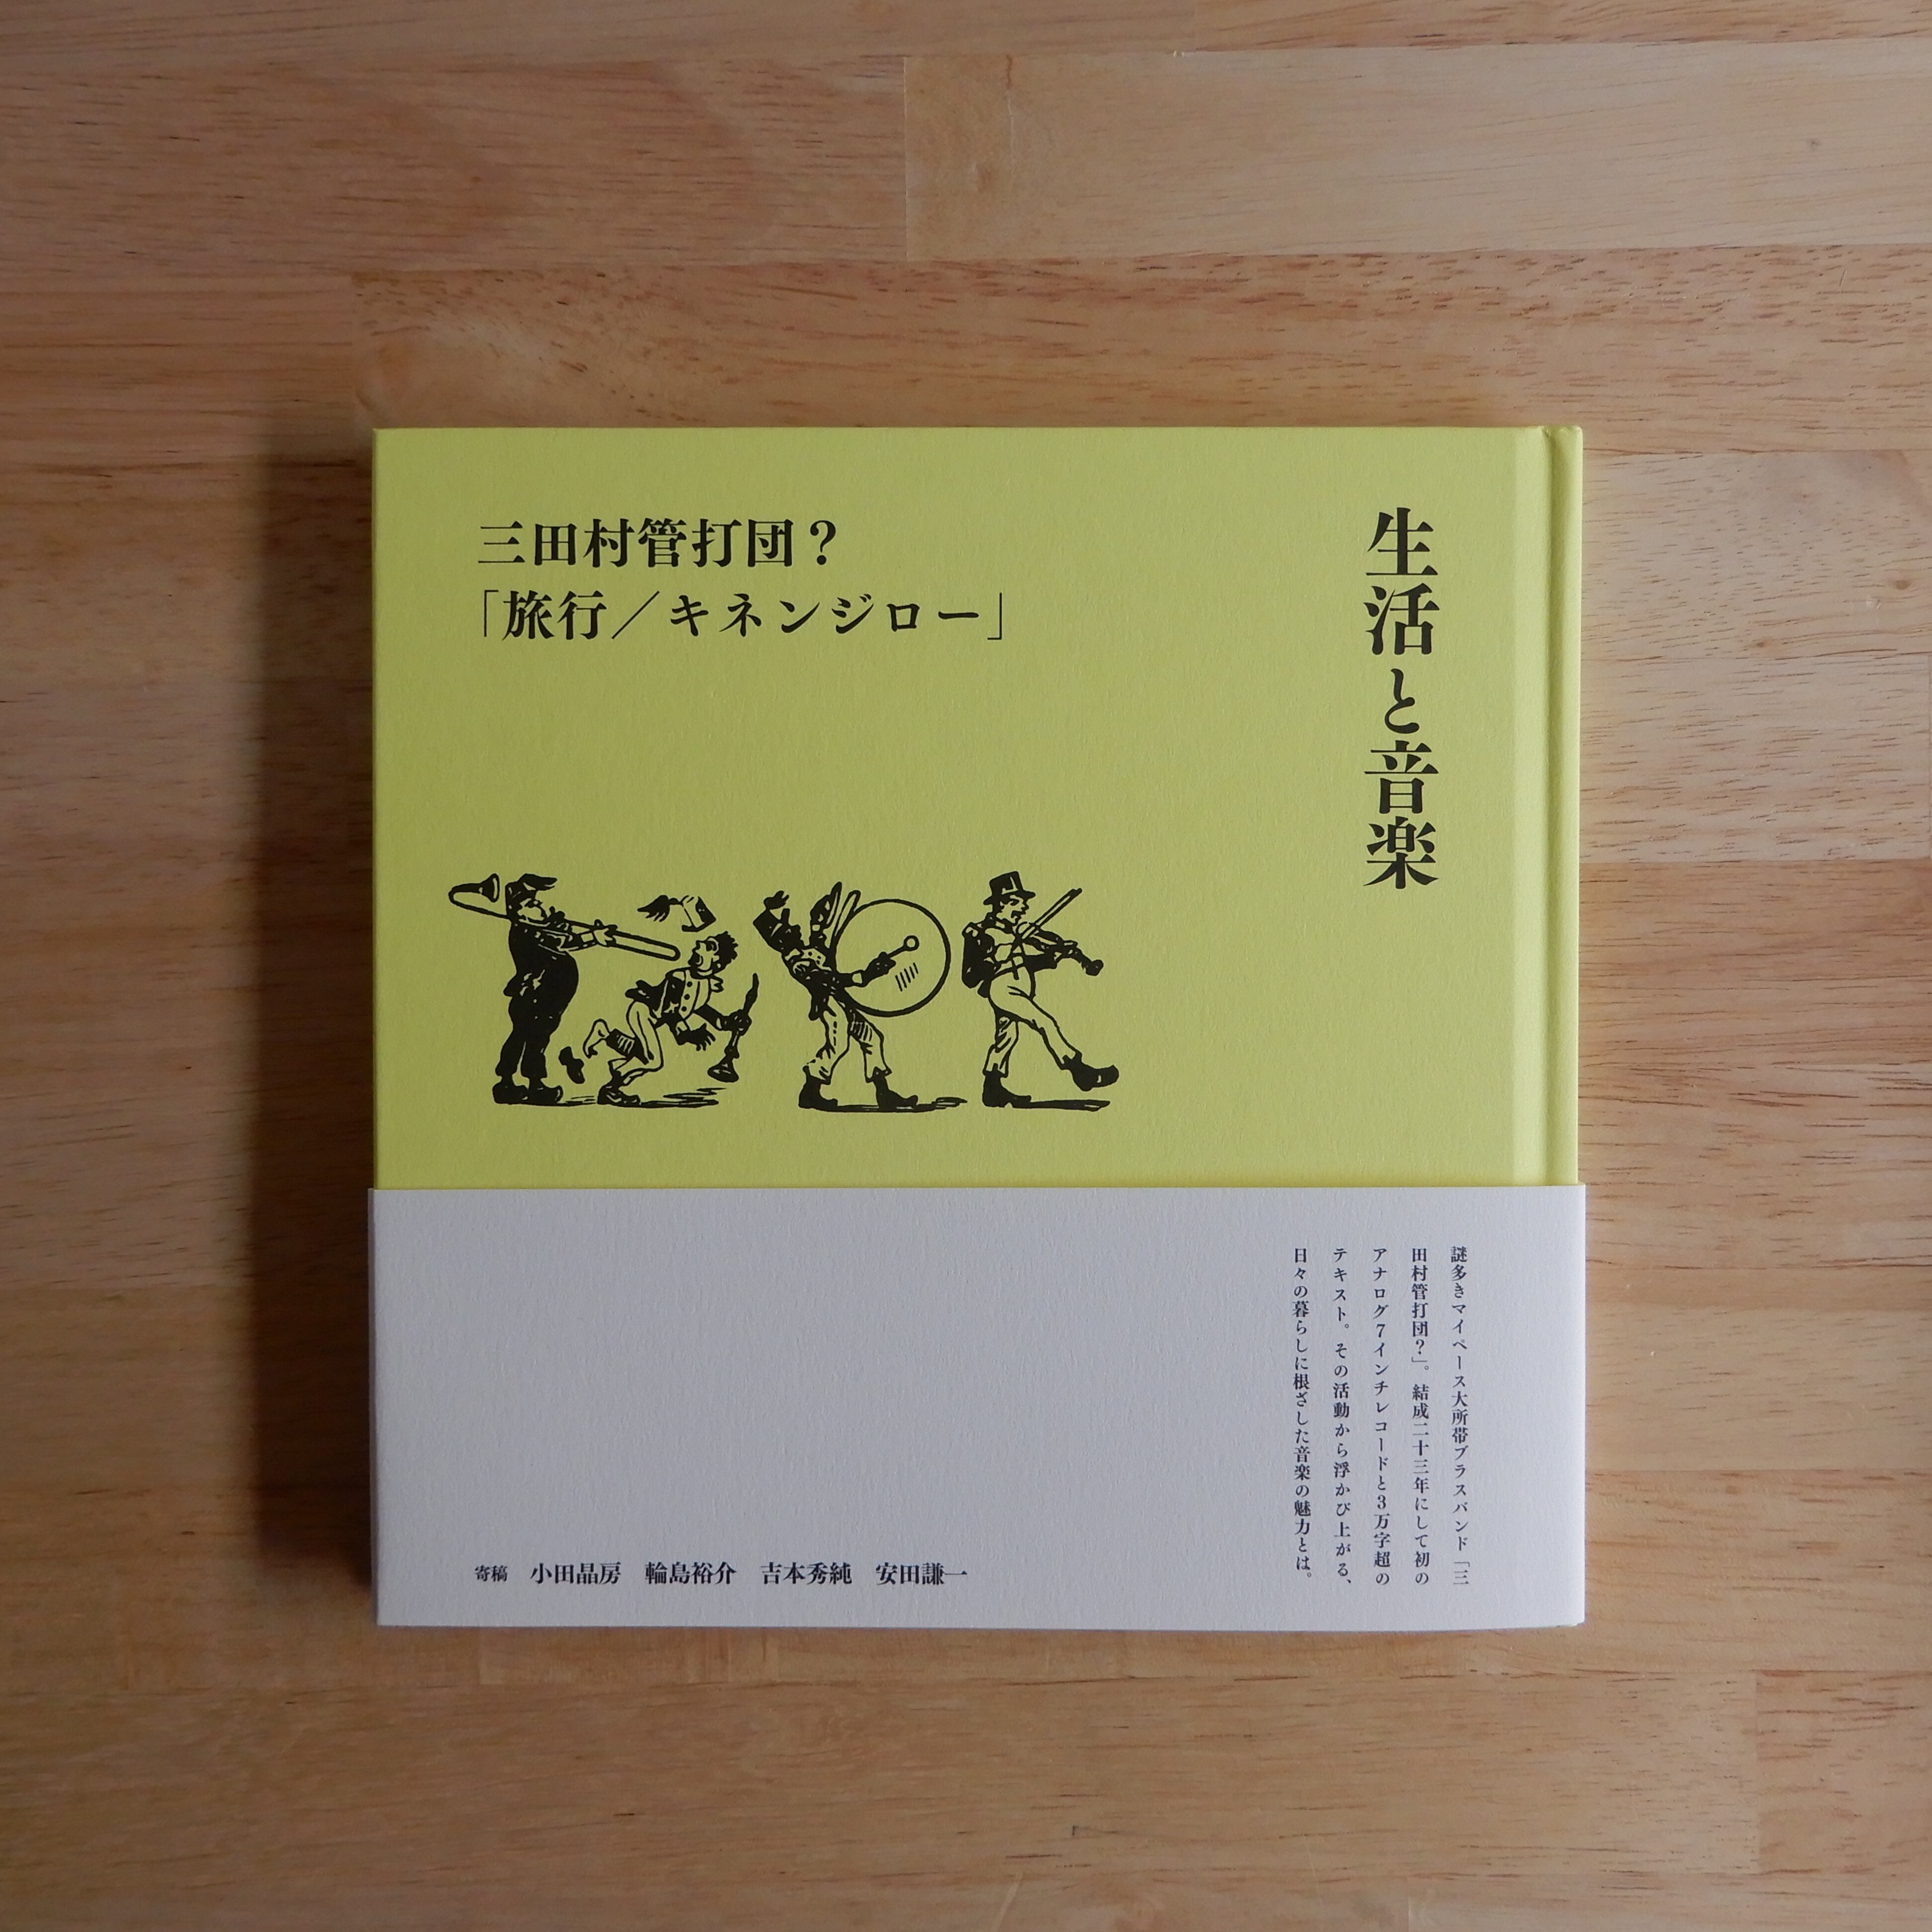 生活と音楽
三田村管打団？
「旅行／キネンジロー」
謎多きマイペース大所帯ブラスバンド「三
田村管打団？」。結成二十三年にして初の
アナログ7インチレコードと3万字超の
テキスト。その活動から浮かび上がる、
日々の暮らしに根ざした音楽の魅力とは。
寄稿　小田晶房　輪島裕介　吉本秀純　安田謙一